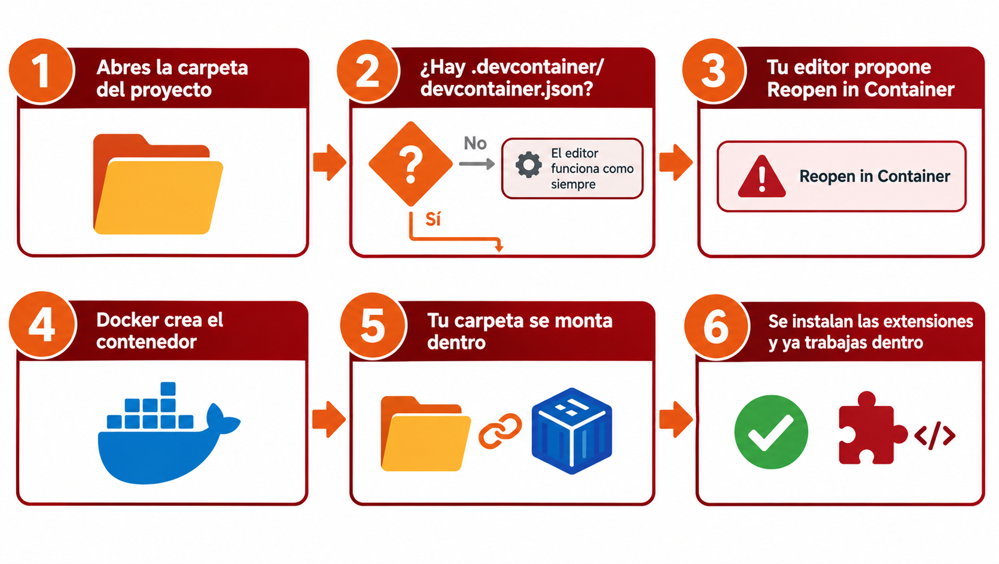 1
Abres la carpeta
del proyecto
2
¿Hay .devcontainer/
devcontainer.json?
?
No
El editor
funciona como
siempre
Sí
3
Tu editor propone
Reopen in Container
!
Reopen in Container
4
Docker crea el
contenedor
5
Tu carpeta se monta
dentro
6
Se instalan las extensiones
y ya trabajas dentro
</>